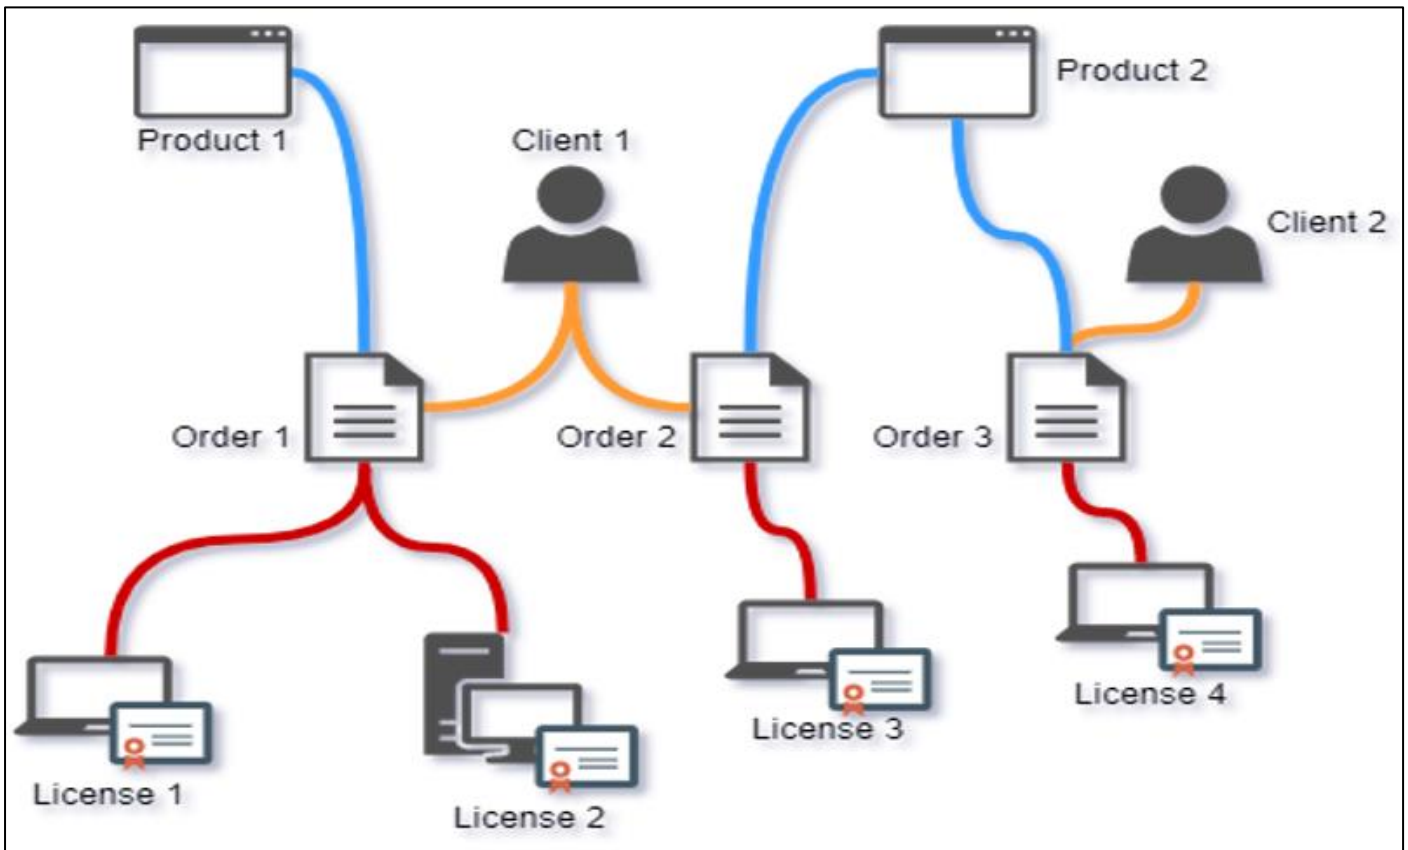 Product 1
Client 1
Product 2
Client 2
Order 1
Order 2
Order 3
License 1
License 2
License 3
License 4